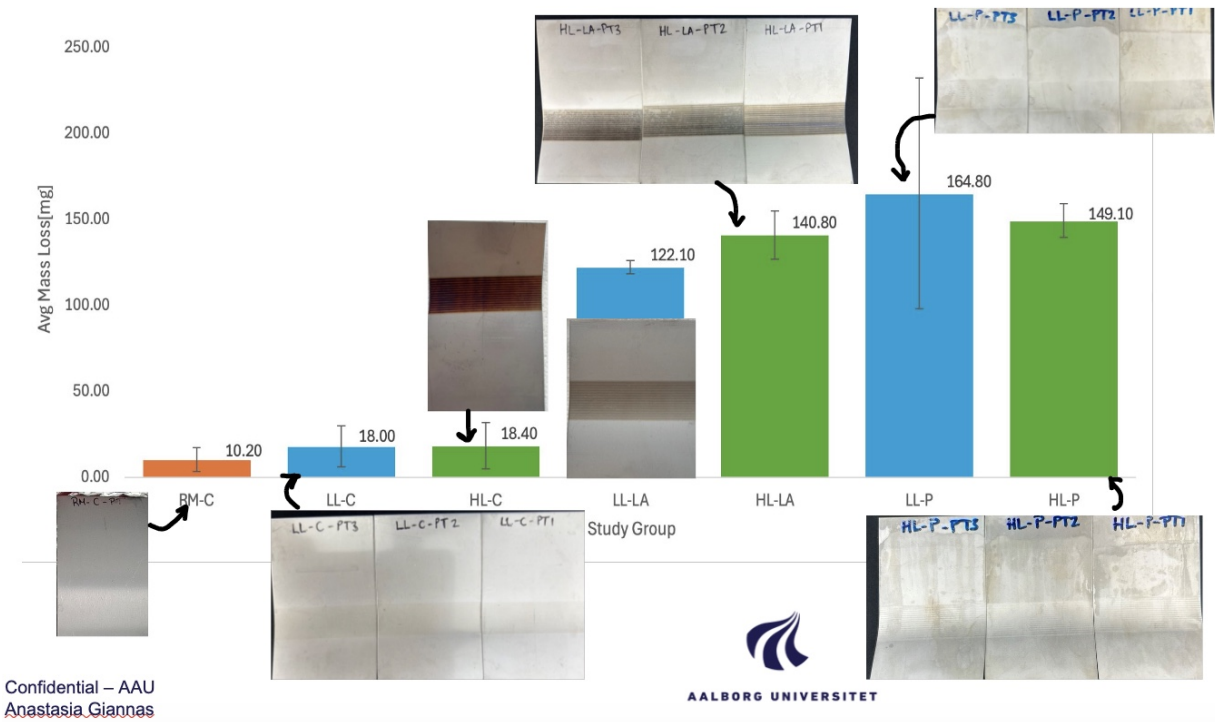 HL-LA-PT3 HL-LA-PT2 HL-LA-PT1
LL-P-PT3 LL-P-PT2 LL-P-PT1
250.00
200.00
150.00
100.00
50.00
0.00
Avg Mass Loss[mg]
10.20
18.00
18.40
122.10
140.80
164.80
149.10
RM-C
LL-C
HL-C
LL-LA
HL-LA
LL-P
HL-P
Study Group
LL-C-PT3 LL-C-PT2 LL-C-PT1
HL-P-PT3 HL-P-PT2 HL-P-PT1
AALBORG UNIVERSITET
Confidential – AAU
Anastasia Giannas